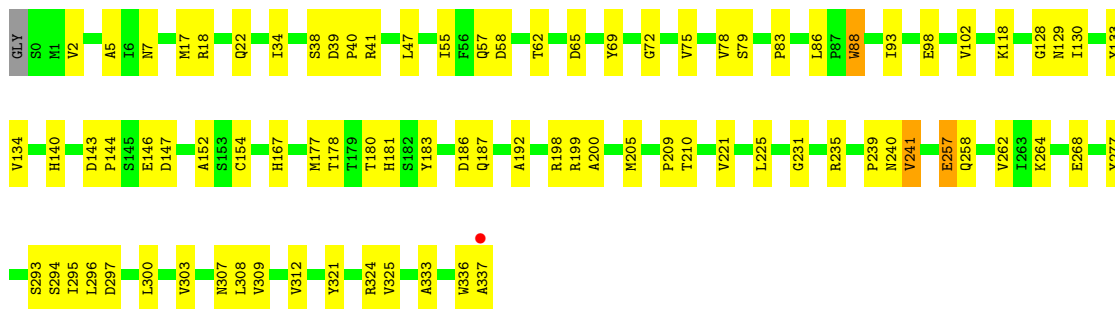 GLY S0 M1 V2 A5 I6 N7 M17 R18 Q22 I34 S38 D39 P40 R41 L47 I55 F56 Q57 D58 T62 D65 Y69 G72 V75 V78 S79 P83 L86 P87 W88 I93 E98 V102 K118 G128 N129 I130 Y133
V134 H140 D143 P144 S145 E146 D147 A152 S153 C154 H167 M177 T178 T179 T180 H181 S182 Y183 D186 Q187 A192 R198 R199 A200 M205 P209 T210 V221 L225 G231 R235 P239 N240 V241 E257 Q258 V262 I263 K264 E268
S293 S294 I295 L296 D297 L300 V303 N307 L308 V309 V312 Y321 R324 V325 A333 W336 A337